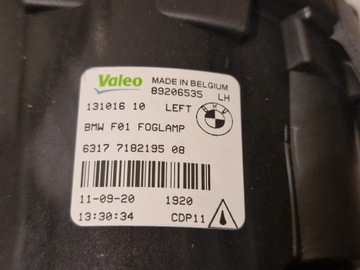 Valeo MADE IN BELGIUM
89206535 LH
131016 10 LEFT
BMW F01 FOGLAMP
6317 7182195 08
11-09-20 1920
13:30:34 CDP11